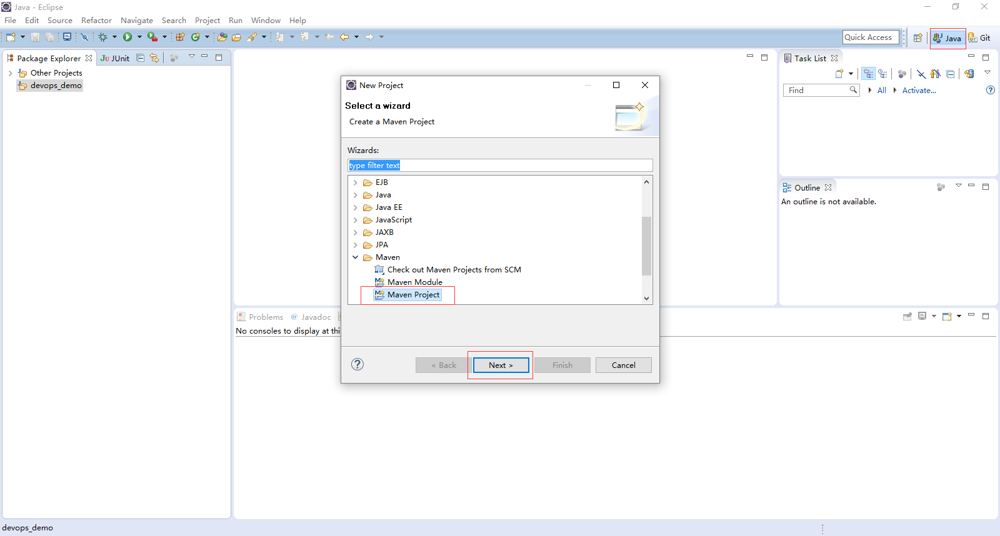 Java - Eclipse
File Edit Source Refactor Navigate Search Project Run Window Help
Quick Access
Java
Git
Package Explorer
JUnit
Other Projects
devops_demo
New Project
Select a wizard
Create a Maven Project
Wizards:
type filter text
EJB
Java
Java EE
JavaScript
JAXB
JPA
Maven
Check out Maven Projects from SCM
Maven Module
Maven Project
< Back
Next >
Finish
Cancel
Task List
Find
All
Activate...
Outline
An outline is not available.
Problems
@ Javadoc
No consoles to display at thi
devops_demo